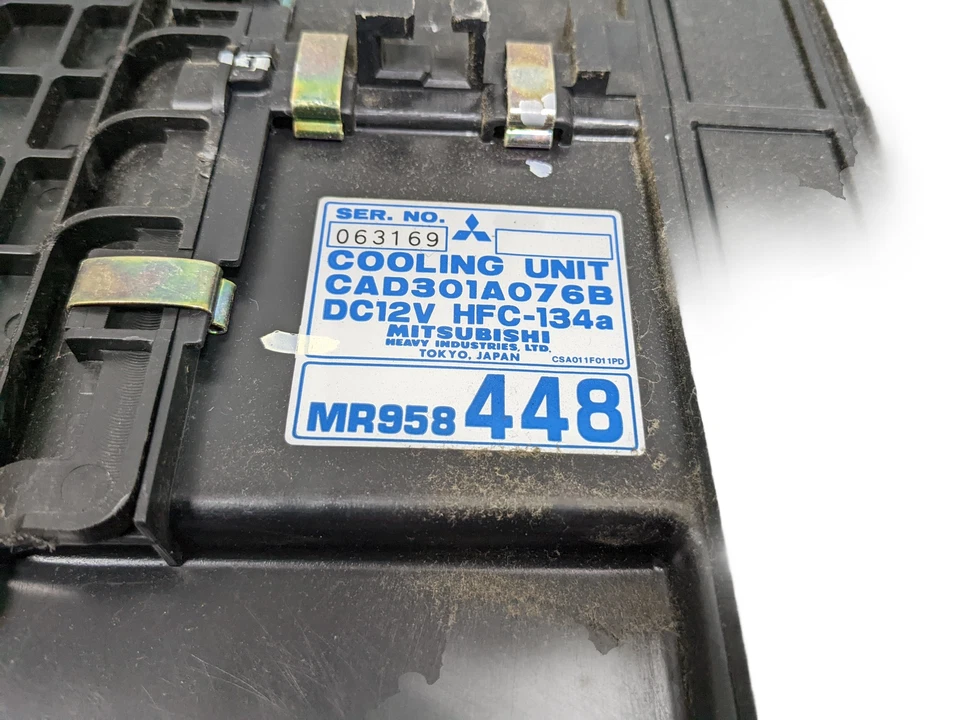 SER. NO.
063169
COOLING UNIT
CAD301A076B
DC12V HFC-134a
MITSUBISHI
HEAVY INDUSTRIES, LTD.
TOKYO, JAPAN CSA011F011PD
MR958 448